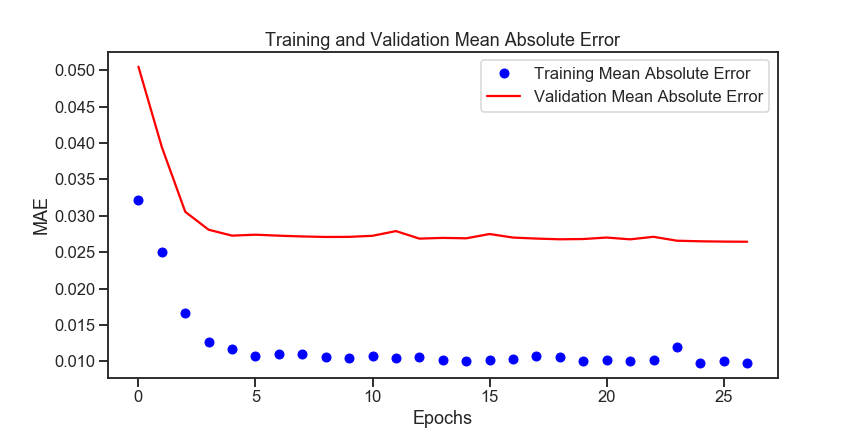 Training and Validation Mean Absolute Error
Training Mean Absolute Error
Validation Mean Absolute Error
MAE
0.050
0.045
0.040
0.035
0.030
0.025
0.020
0.015
0.010
0 5 10 15 20 25
Epochs